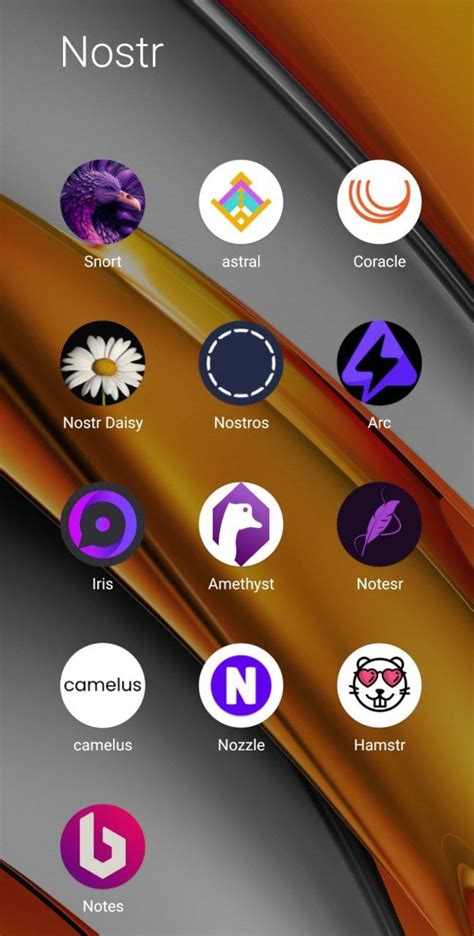 Nostr
Snort
astral
Coracle
Nostr Daisy
Nostros
Arc
Iris
Amethyst
Notesr
camelus
camelus
N
Nozzle
Hamstr
b
Notes